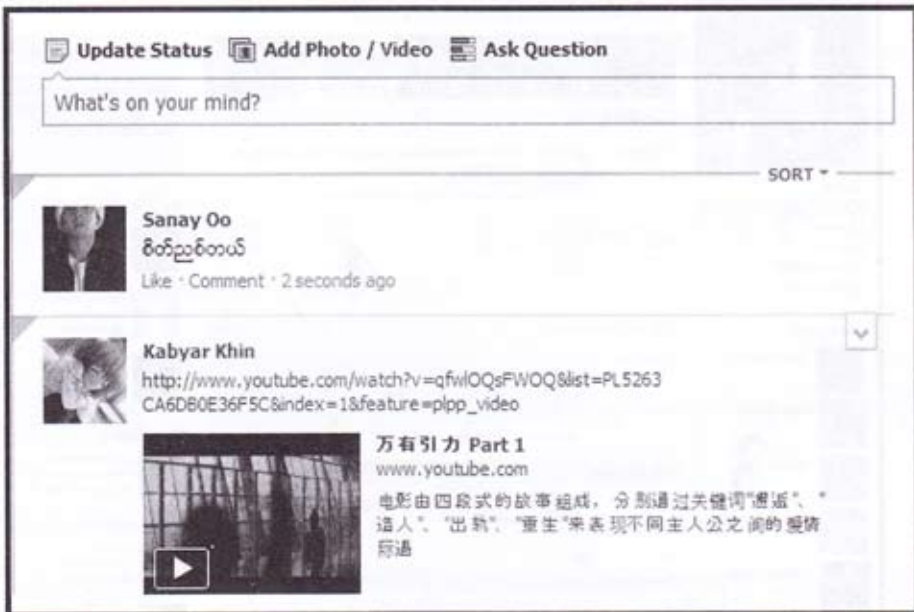 Update Status Add Photo / Video Ask Question
What's on your mind?
SORT
Sanay Oo
စိတ်ညစ်တယ်
Like · Comment · 2 seconds ago
Kabyar Khin
http://www.youtube.com/watch?v=qfwlOQsFWOQ&list=PL5263
CA6DB0E36F5C&index=1&feature=plpp_video
万有引力 Part 1
www.youtube.com
电影由四段式的故事组成，分别通过关键词"邂逅"、"
造人"、"出轨"、"重生"来表现不同主人公之间的爱情
际遇